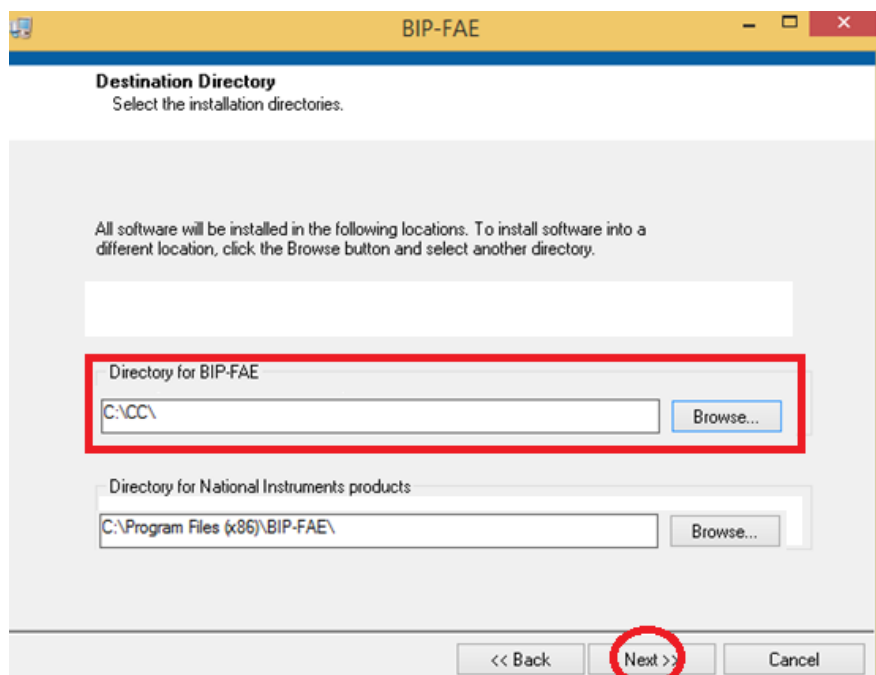 BIP-FAE
Destination Directory
Select the installation directories.
All software will be installed in the following locations. To install software into a
different location, click the Browse button and select another directory.
Directory for BIP-FAE
C:\CC\
Browse...
Directory for National Instruments products
C:\Program Files (x86)\BIP-FAE\
Browse...
<< Back
Next >>
Cancel